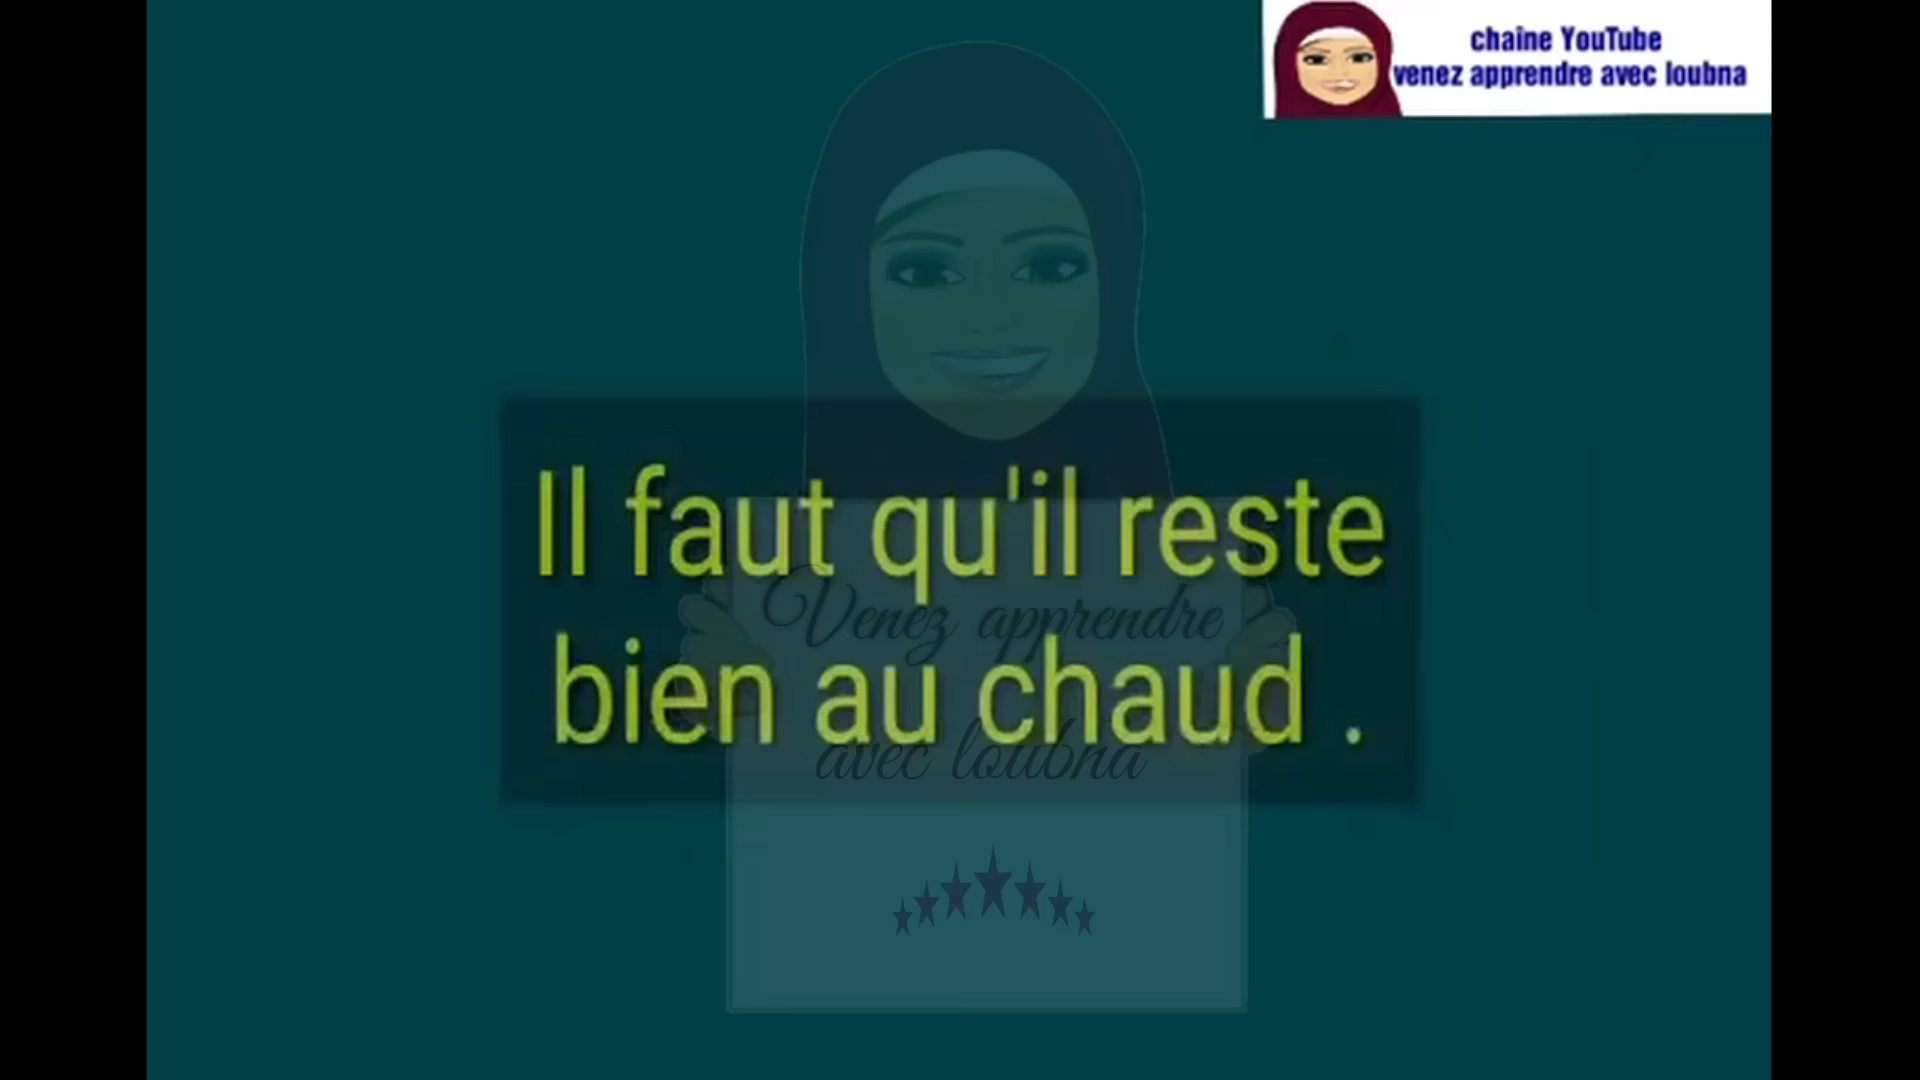 chaine YouTube
venez apprendre avec loubna
Il faut qu'il reste
Venez apprendre
bien au chaud .
avec loubna